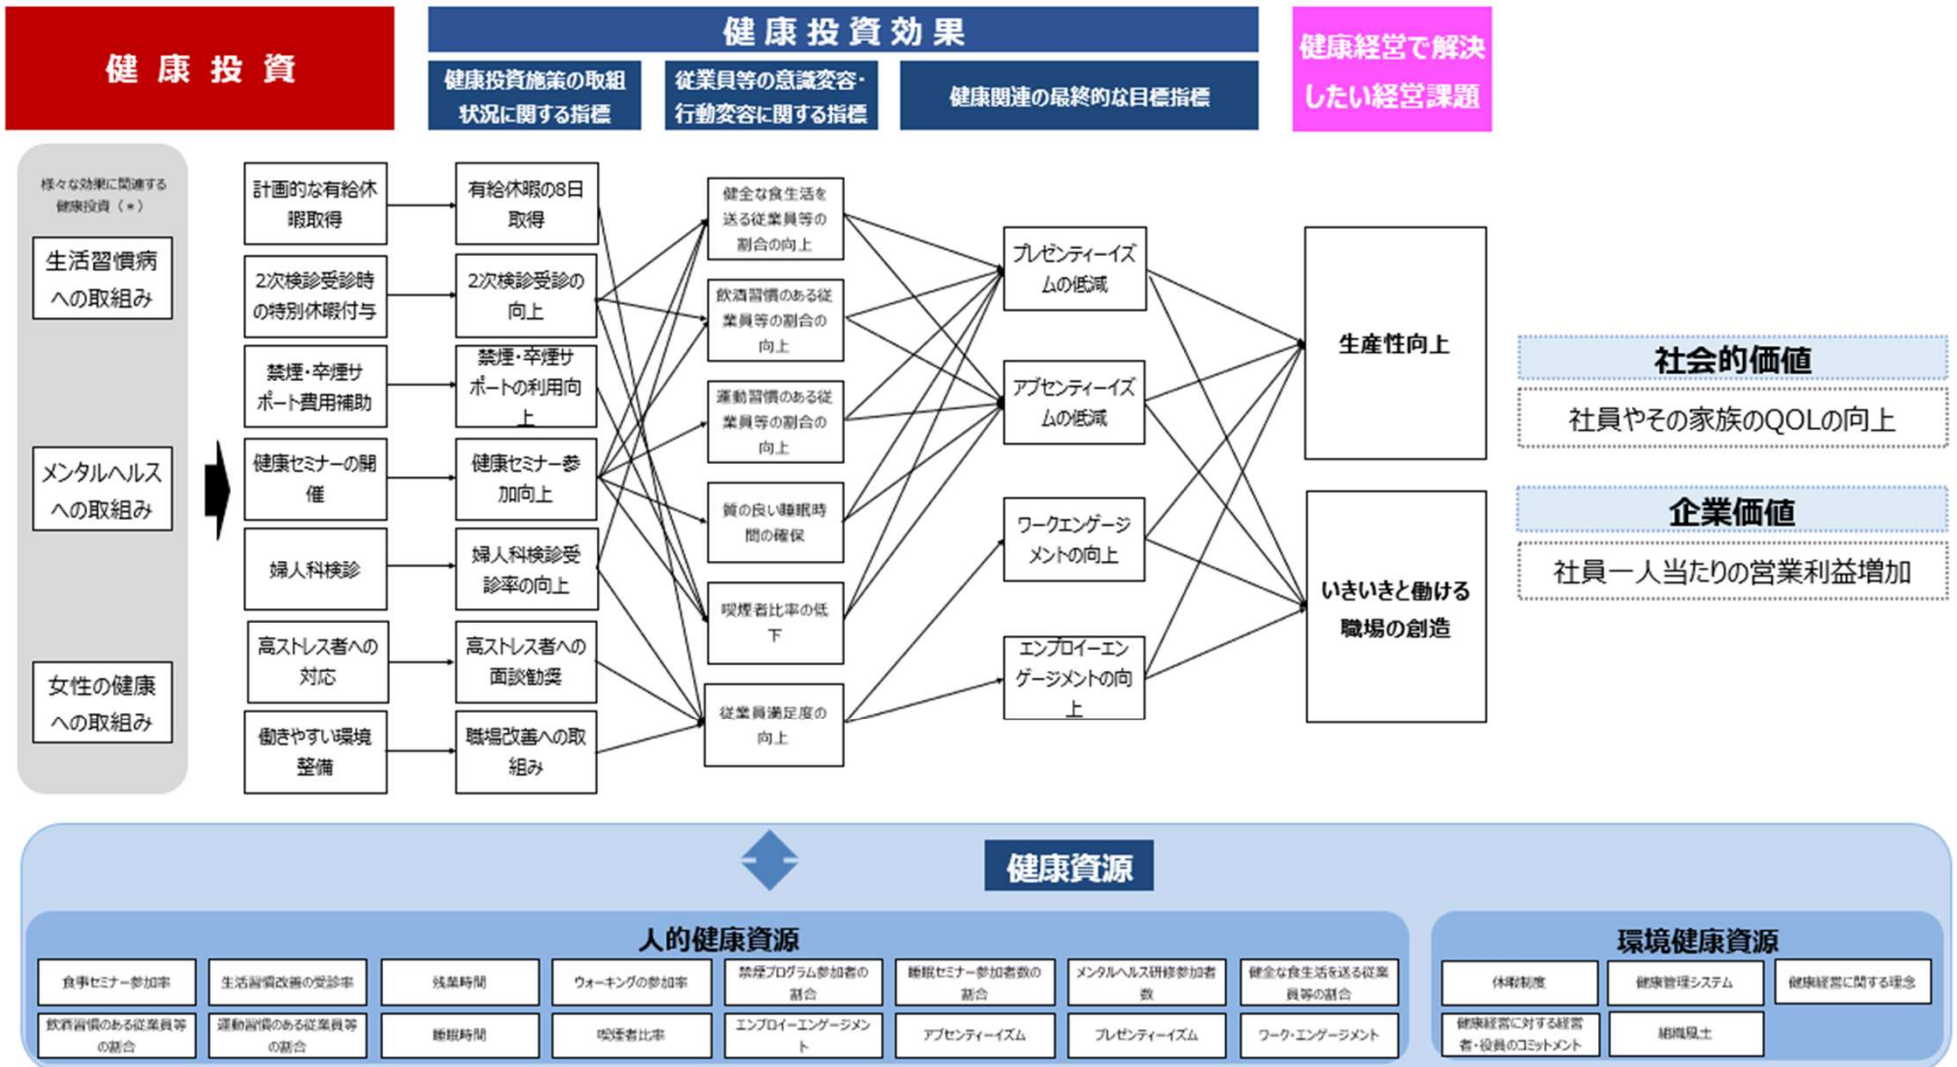 健康投資
健康投資効果
健康経営で解決
したい経営課題
健康投資施策の取組
状況に関する指標
従業員等の意識変容・
行動変容に関する指標
健康関連の最終的な目標指標
様々な効果に関連する
健康投資（*）
生活習慣病
への取組み
メンタルヘルス
への取組み
女性の健康
への取組み
計画的な有給休
暇取得
2次検診受診時
の特別休暇付与
禁煙・卒煙サ
ポート費用補助
健康セミナーの開
催
婦人科検診
高ストレス者への
対応
働きやすい環境
整備
有給休暇の8日
取得
2次検診受診の
向上
禁煙・卒煙サ
ポートの利用向
上
健康セミナー参
加向上
婦人科検診受
診率の向上
高ストレス者への
面談勧奨
職場改善への取
組み
健全な食生活を
送る従業員等の
割合の向上
飲酒習慣のある従
業員等の割合の
向上
運動習慣のある従
業員等の割合の
向上
質の良い睡眠時
間の確保
喫煙者比率の低
下
従業員満足度の
向上
プレゼンティーイズ
ムの低減
アブセンティーイズ
ムの低減
ワークエンゲージ
メントの向上
エンプロイーエン
ゲージメントの向
上
生産性向上
いきいきと働ける
職場の創造
社会的価値
社員やその家族のQOLの向上
企業価値
社員一人当たりの営業利益増加
健康資源
人的健康資源
食事セミナー参加率
生活習慣改善の受診率
残業時間
ウォーキングの参加率
禁煙プログラム参加者の
割合
睡眠セミナー参加者数の
割合
メンタルヘルス研修参加者
数
健全な食生活を送る従業
員等の割合
飲酒習慣のある従業員等
の割合
運動習慣のある従業員等
の割合
睡眠時間
喫煙者比率
エンプロイーエンゲージメン
ト
アブセンティーイズム
プレゼンティーイズム
ワーク・エンゲージメント
環境健康資源
休暇制度
健康管理システム
健康経営に関する理念
健康経営に対する経営
者・役員のコミットメント
組織風土